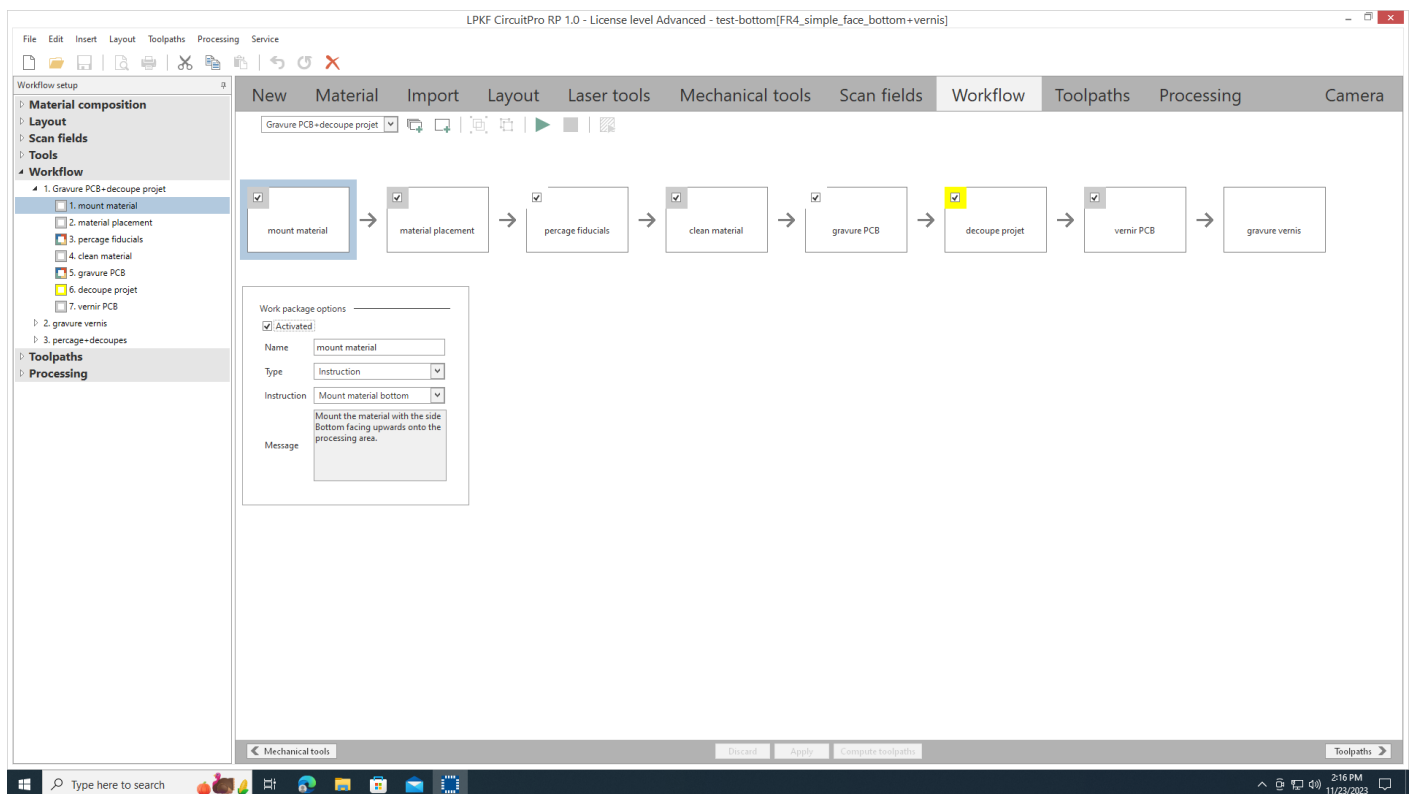 LPKF CircuitPro RP 1.0 - License level Advanced - test-bottom[FR4_simple_face_bottom+vernis]
File Edit Insert Layout Toolpaths Processing Service
Workflow setup
Material composition
Layout
Scan fields
Tools
Workflow
1. Gravure PCB+decoupe projet
1. mount material
2. material placement
3. percage fiducials
4. clean material
5. gravure PCB
6. decoupe projet
7. vernir PCB
2. gravure vernis
3. percage+decoupes
Toolpaths
Processing
New Material Import Layout Laser tools Mechanical tools Scan fields Workflow Toolpaths Processing Camera
Gravure PCB+decoupe projet
mount material material placement percage fiducials clean material gravure PCB decoupe projet vernir PCB gravure vernis
Work package options
Activated
Name mount material
Type Instruction
Instruction Mount material bottom
Message
Mount the material with the side
Bottom facing upwards onto the
processing area.
Mechanical tools Discard Apply Compute toolpaths Toolpaths
Type here to search
2:16 PM
11/23/2023